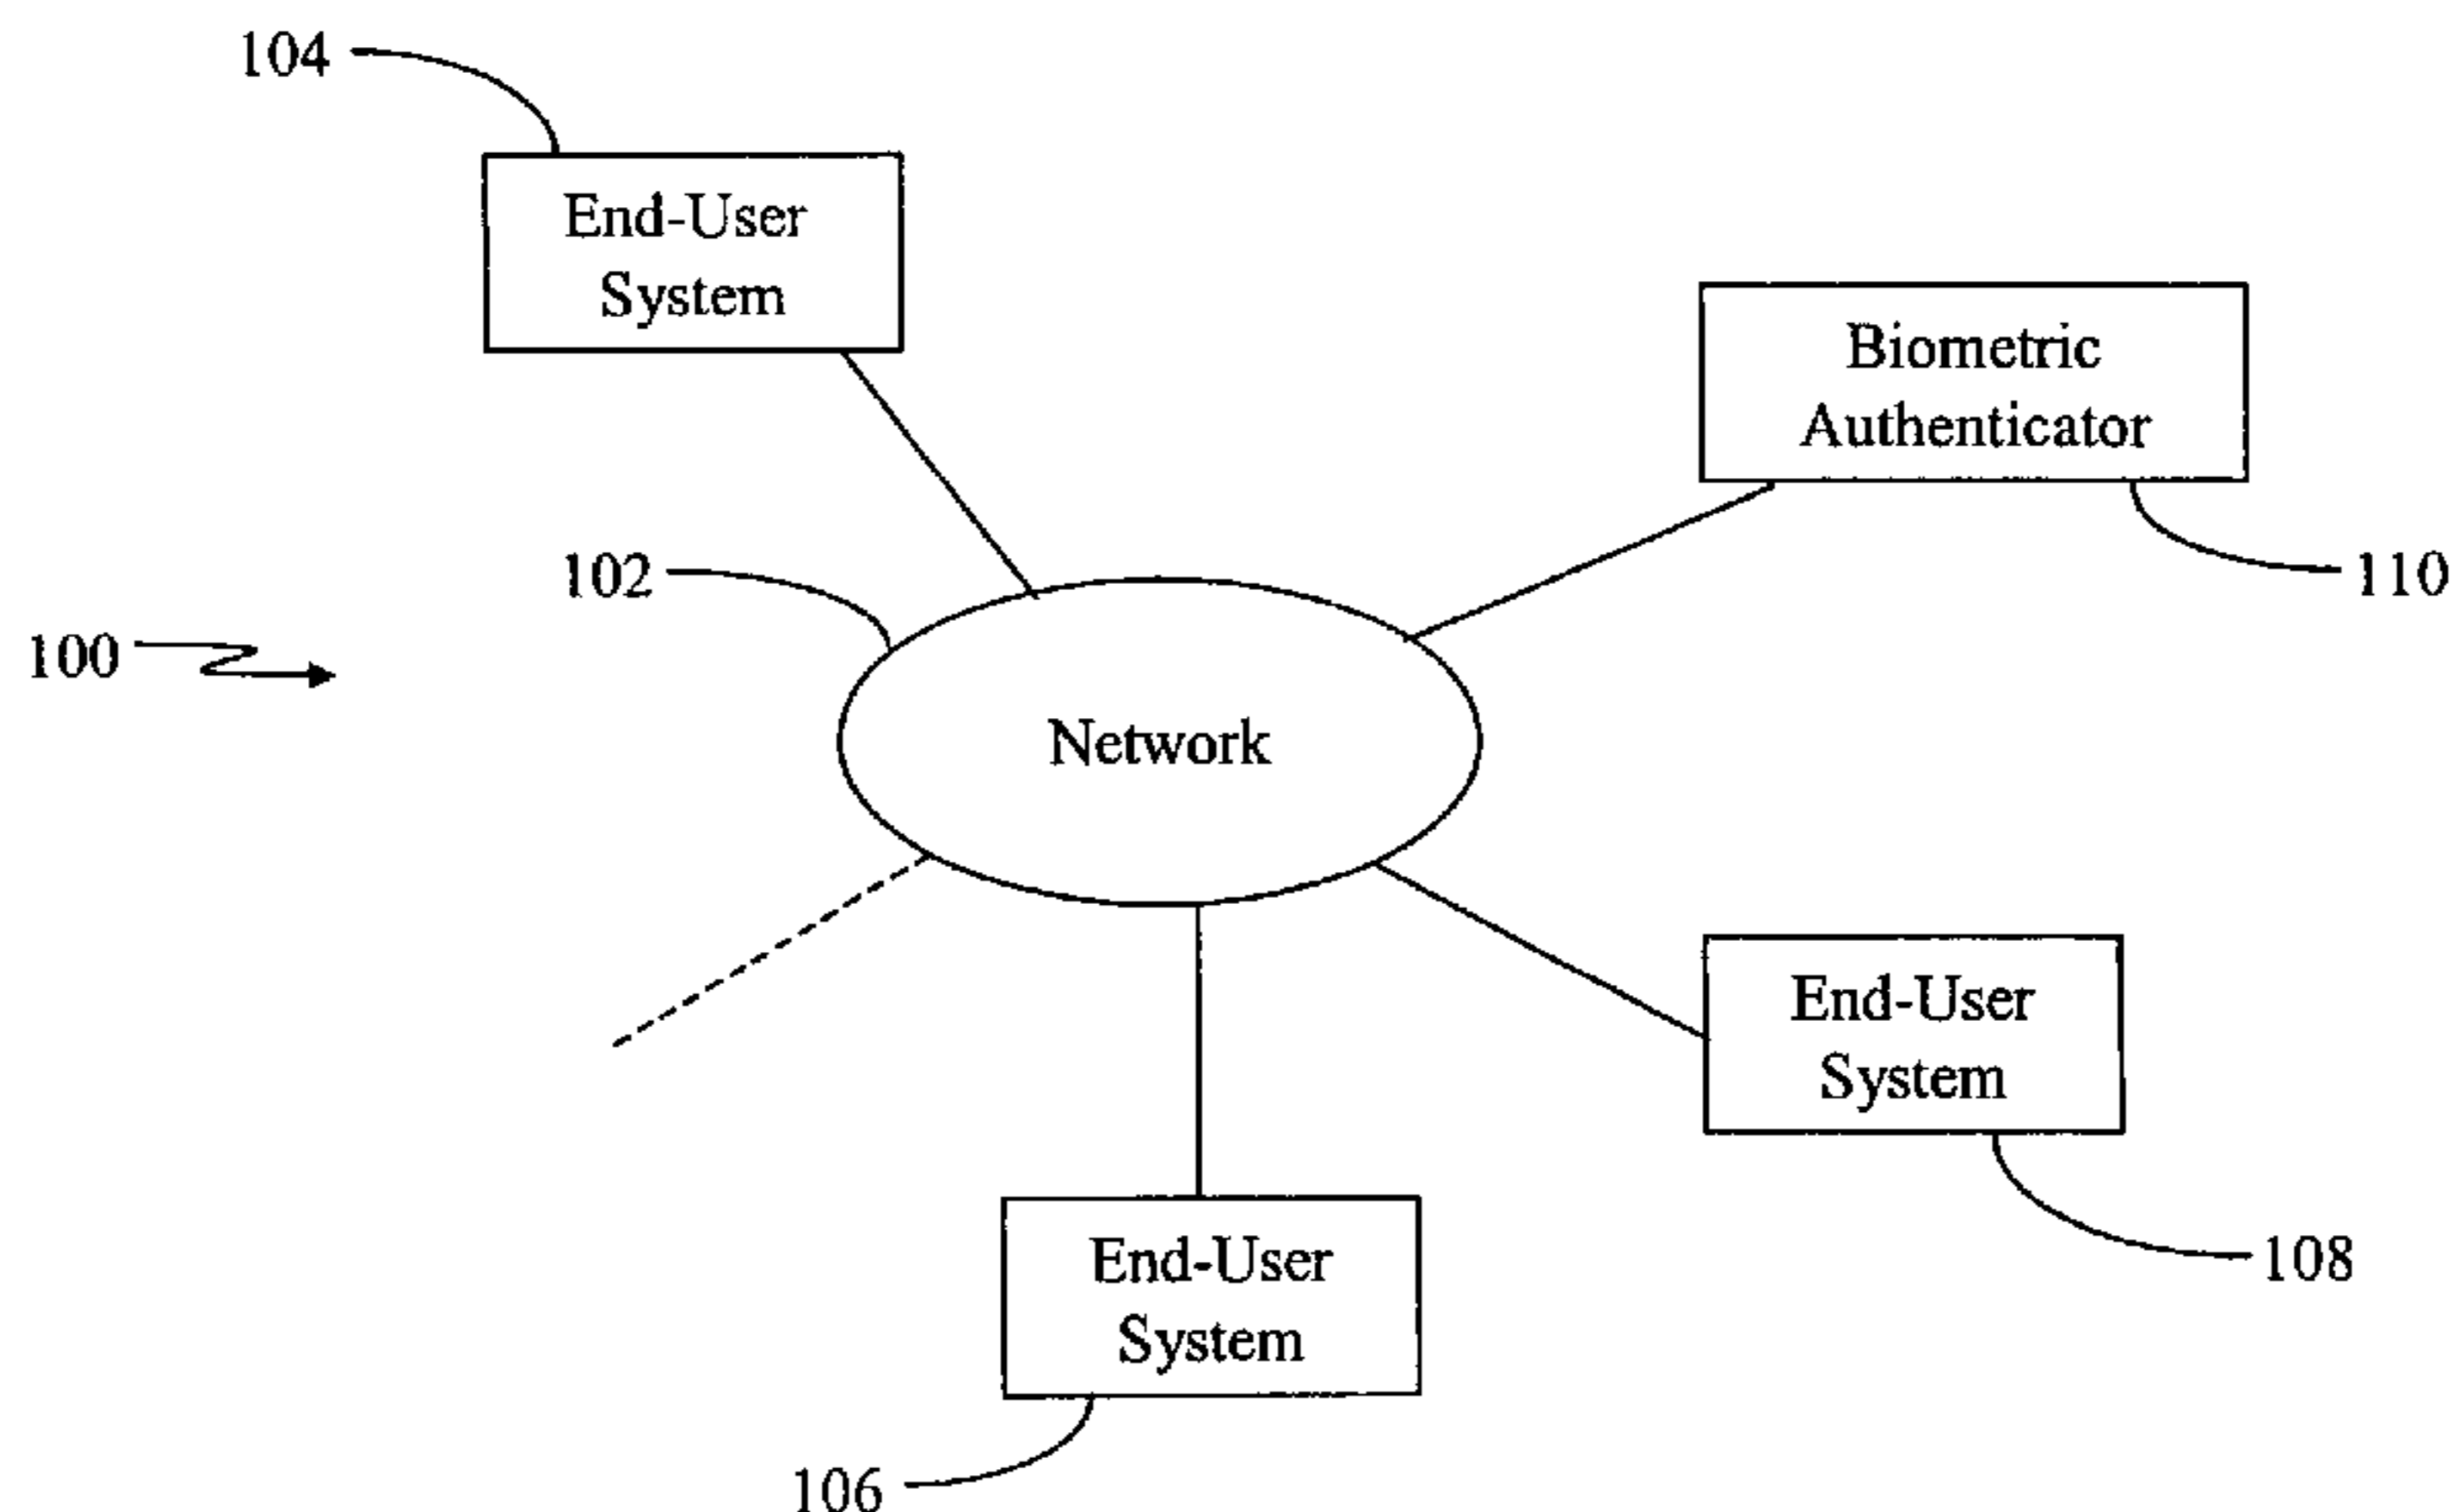 104
End-User
System
Biometric
Authenticator
102
110
100
Network
End-User
System
108
End-User
System
106